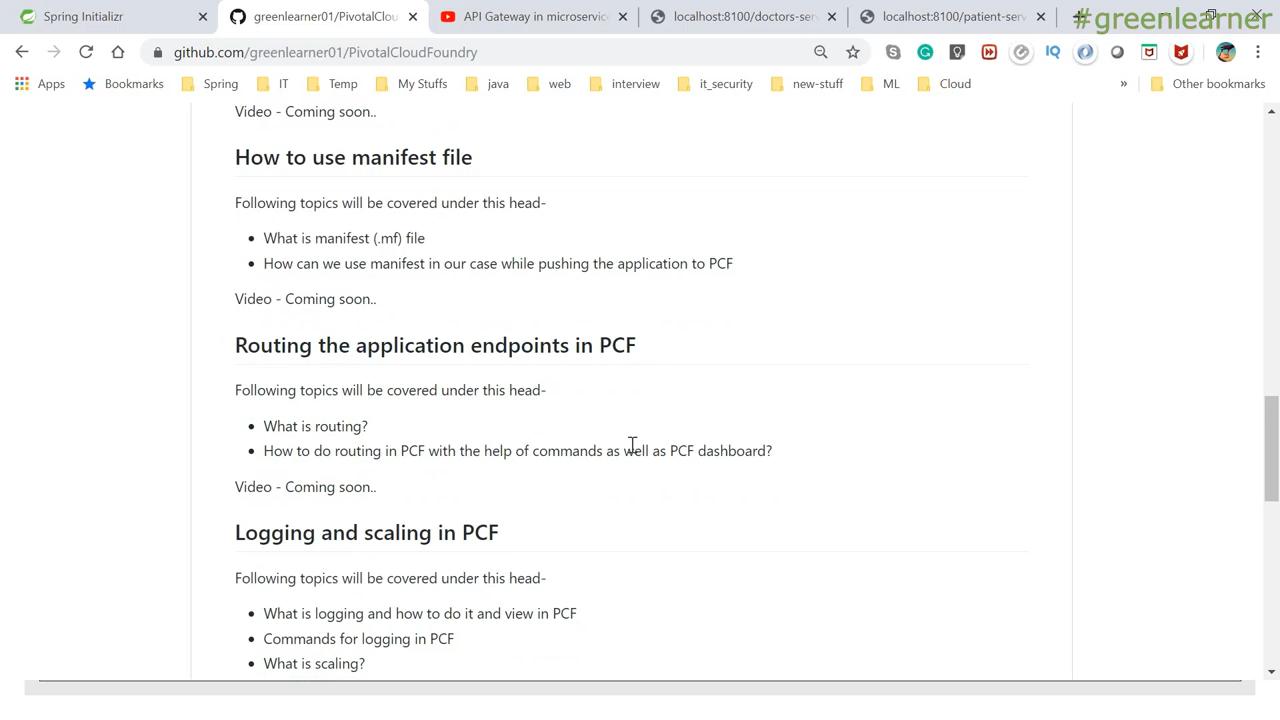 Spring Initializr
greenlearner01/PivotalClou
API Gateway in microservice
localhost:8100/doctors-serv
localhost:8100/patient-serv
#greenlearner
github.com/greenlearner01/PivotalCloudFoundry
IQ
Apps
Bookmarks
Spring
IT
Temp
My Stuffs
java
web
interview
it_security
new-stuff
ML
Cloud
»
Other bookmarks
Video - Coming soon..
How to use manifest file
Following topics will be covered under this head-
• What is manifest (.mf) file
• How can we use manifest in our case while pushing the application to PCF
Video - Coming soon..
Routing the application endpoints in PCF
Following topics will be covered under this head-
• What is routing?
• How to do routing in PCF with the help of commands as well as PCF dashboard?
Video - Coming soon..
Logging and scaling in PCF
Following topics will be covered under this head-
• What is logging and how to do it and view in PCF
• Commands for logging in PCF
• What is scaling?